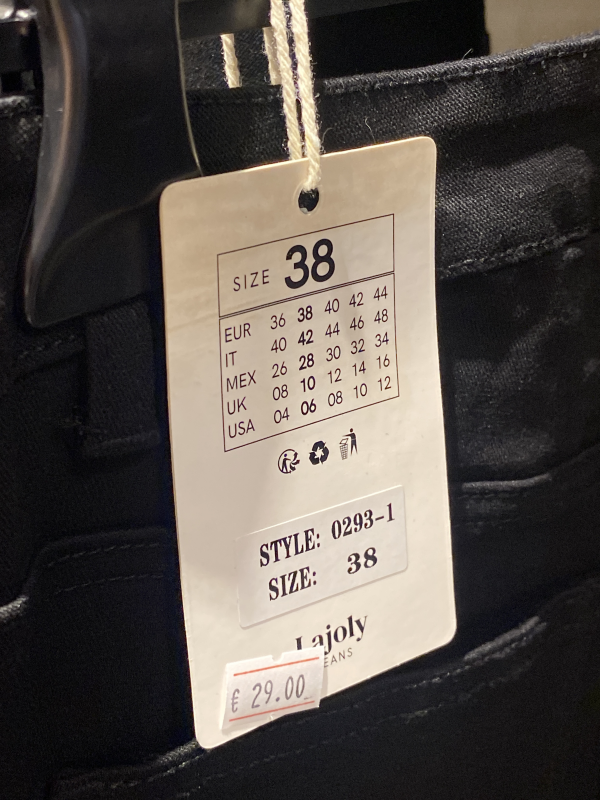 SIZE 38
EUR 36 38 40 42 44
IT 40 42 44 46 48
MEX 26 28 30 32 34
UK 08 10 12 14 16
USA 04 06 08 10 12
STYLE: 0293-1
SIZE: 38
Lajoly
EANS
€ 29.00